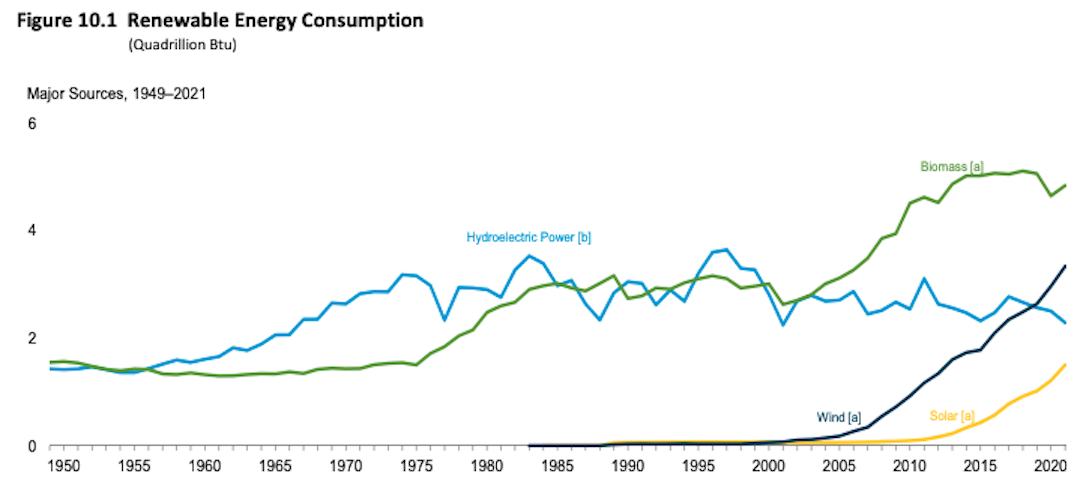 Figure 10.1 Renewable Energy Consumption
(Quadrillion Btu)
Major Sources, 1949–2021
6
Biomass [a]
4
Hydroelectric Power [b]
2
Wind [a]
Solar [a]
0
1950 1955 1960 1965 1970 1975 1980 1985 1990 1995 2000 2005 2010 2015 2020